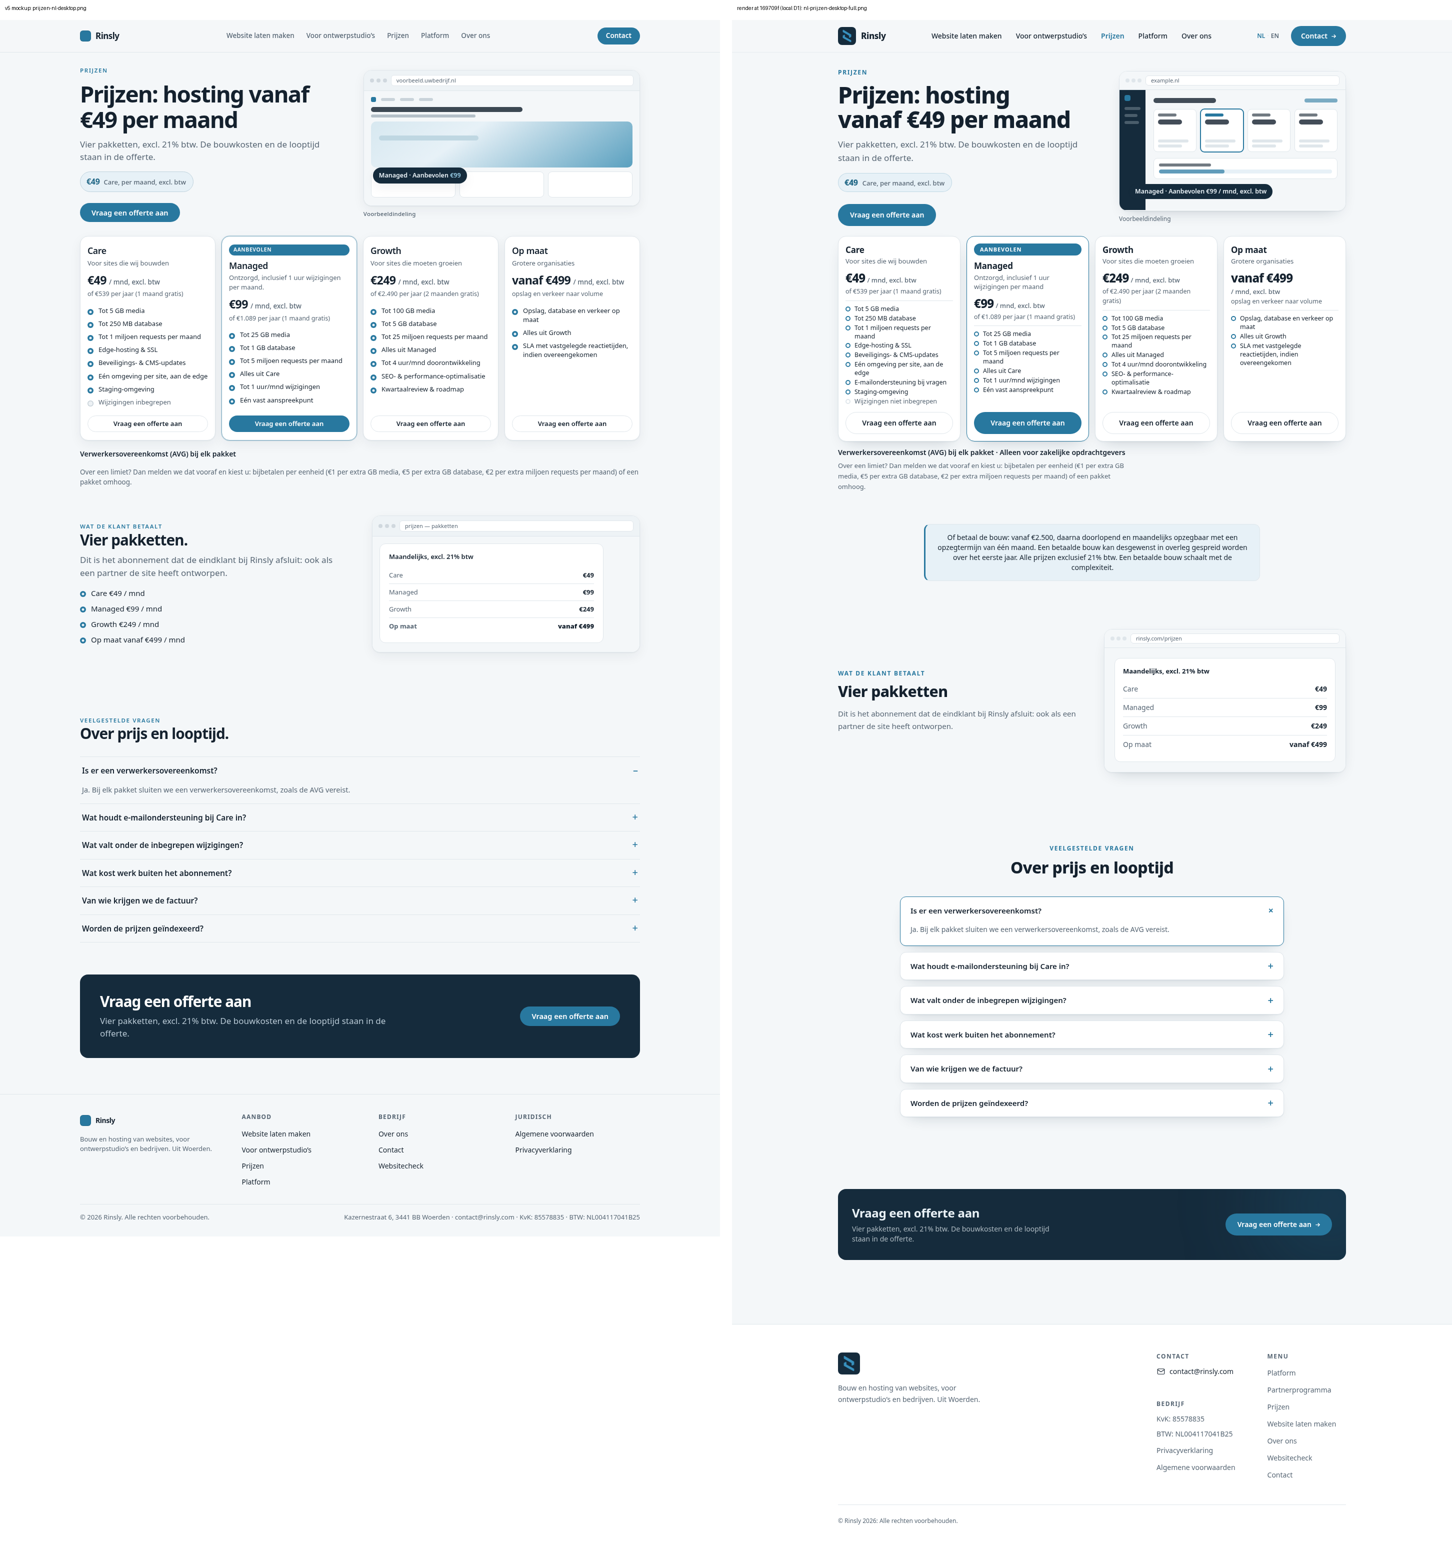 v5 mockup: prijzen-nl-desktop.png
Rinsly
Website laten maken
Voor ontwerpstudio's
Prijzen
Platform
Over ons
Contact
PRIJZEN
Prijzen: hosting vanaf
€49 per maand
Vier pakketten, excl. 21% btw. De bouwkosten en de looptijd
staan in de offerte.
€49 Care, per maand, excl. btw
Vraag een offerte aan
voorbeeld.uwbedrijf.nl
Managed · Aanbevolen €99
Voorbeeldindeling
Care
Voor sites die wij bouwden
€49 / mnd, excl. btw
of €539 per jaar (1 maand gratis)
Tot 5 GB media
Tot 250 MB database
Tot 1 miljoen requests per maand
Edge-hosting & SSL
Beveiligings- & CMS-updates
Eén omgeving per site, aan de edge
Staging-omgeving
Wijzigingen inbegrepen
Vraag een offerte aan
AANBEVOLEN
Managed
Ontzorgd, inclusief 1 uur wijzigingen
per maand.
€99 / mnd, excl. btw
of €1.089 per jaar (1 maand gratis)
Tot 25 GB media
Tot 1 GB database
Tot 5 miljoen requests per maand
Alles uit Care
Tot 1 uur/mnd wijzigingen
Eén vast aanspreekpunt
Vraag een offerte aan
Growth
Voor sites die moeten groeien
€249 / mnd, excl. btw
of €2.490 per jaar (2 maanden gratis)
Tot 100 GB media
Tot 5 GB database
Tot 25 miljoen requests per maand
Alles uit Managed
Tot 4 uur/mnd doorontwikkeling
SEO- & performance-optimalisatie
Kwartaalreview & roadmap
Vraag een offerte aan
Op maat
Grotere organisaties
vanaf €499 / mnd, excl. btw
opslag en verkeer naar volume
Opslag, database en verkeer op
maat
Alles uit Growth
SLA met vastgelegde reactietijden,
indien overeengekomen
Vraag een offerte aan
Verwerkersovereenkomst (AVG) bij elk pakket
Over een limiet? Dan melden we dat vooraf en kiest u: bijbetalen per eenheid (€1 per extra GB media, €5 per extra GB database, €2 per extra miljoen requests per maand) of een
pakket omhoog.
WAT DE KLANT BETAALT
Vier pakketten.
Dit is het abonnement dat de eindklant bij Rinsly afsluit: ook als
een partner de site heeft ontworpen.
Care €49 / mnd
Managed €99 / mnd
Growth €249 / mnd
Op maat vanaf €499 / mnd
prijzen — pakketten
Maandelijks, excl. 21% btw
Care €49
Managed €99
Growth €249
Op maat vanaf €499
VEELGESTELDE VRAGEN
Over prijs en looptijd.
Is er een verwerkersovereenkomst? −
Ja. Bij elk pakket sluiten we een verwerkersovereenkomst, zoals de AVG vereist.
Wat houdt e-mailondersteuning bij Care in? +
Wat valt onder de inbegrepen wijzigingen? +
Wat kost werk buiten het abonnement? +
Van wie krijgen we de factuur? +
Worden de prijzen geïndexeerd? +
Vraag een offerte aan
Vier pakketten, excl. 21% btw. De bouwkosten en de looptijd staan in de
offerte.
Vraag een offerte aan
Rinsly
Bouw en hosting van websites, voor
ontwerpstudio's en bedrijven. Uit Woerden.
AANBOD
Website laten maken
Voor ontwerpstudio's
Prijzen
Platform
BEDRIJF
Over ons
Contact
Websitecheck
JURIDISCH
Algemene voorwaarden
Privacyverklaring
© 2026 Rinsly. Alle rechten voorbehouden.
Kazernestraat 6, 3441 BB Woerden · contact@rinsly.com · KvK: 85578835 · BTW: NL004117041B25
render at 1697091 (local D1): nl-prijzen-desktop-full.png
Rinsly
Website laten maken
Voor ontwerpstudio's
Prijzen
Platform
Over ons
NL EN
Contact →
PRIJZEN
Prijzen: hosting
vanaf €49 per maand
Vier pakketten, excl. 21% btw. De bouwkosten en de looptijd
staan in de offerte.
€49 Care, per maand, excl. btw
Vraag een offerte aan
example.nl
Managed · Aanbevolen €99 / mnd, excl. btw
Voorbeeldindeling
Care
Voor sites die wij bouwden
€49 / mnd, excl. btw
of €539 per jaar (1 maand gratis)
Tot 5 GB media
Tot 250 MB database
Tot 1 miljoen requests per
maand
Edge-hosting & SSL
Beveiligings- & CMS-updates
Eén omgeving per site, aan de
edge
E-mailondersteuning bij vragen
Staging-omgeving
Wijzigingen niet inbegrepen
Vraag een offerte aan
AANBEVOLEN
Managed
Ontzorgd, inclusief 1 uur
wijzigingen per maand
€99 / mnd, excl. btw
of €1.089 per jaar (1 maand gratis)
Tot 25 GB media
Tot 1 GB database
Tot 5 miljoen requests per
maand
Alles uit Care
Tot 1 uur/mnd wijzigingen
Eén vast aanspreekpunt
Vraag een offerte aan
Growth
Voor sites die moeten groeien
€249 / mnd, excl. btw
of €2.490 per jaar (2 maanden
gratis)
Tot 100 GB media
Tot 5 GB database
Tot 25 miljoen requests per
maand
Alles uit Managed
Tot 4 uur/mnd doorontwikkeling
SEO- & performance-
optimalisatie
Kwartaalreview & roadmap
Vraag een offerte aan
Op maat
Grotere organisaties
vanaf €499
/ mnd, excl. btw
opslag en verkeer naar volume
Opslag, database en verkeer op
maat
Alles uit Growth
SLA met vastgelegde
reactietijden, indien
overeengekomen
Vraag een offerte aan
Verwerkersovereenkomst (AVG) bij elk pakket · Alleen voor zakelijke opdrachtgevers
Over een limiet? Dan melden we dat vooraf en kiest u: bijbetalen per eenheid (€1 per extra GB
media, €5 per extra GB database, €2 per extra miljoen requests per maand) of een pakket
omhoog.
Of betaal de bouw: vanaf €2.500, daarna doorlopend en maandelijks opzegbaar met een
opzegtermijn van één maand. Een betaalde bouw kan desgewenst in overleg gespreid worden
over het eerste jaar. Alle prijzen exclusief 21% btw. Een betaalde bouw schaalt met de
complexiteit.
WAT DE KLANT BETAALT
Vier pakketten
Dit is het abonnement dat de eindklant bij Rinsly afsluit: ook als een
partner de site heeft ontworpen.
rinsly.com/prijzen
Maandelijks, excl. 21% btw
Care €49
Managed €99
Growth €249
Op maat vanaf €499
VEELGESTELDE VRAGEN
Over prijs en looptijd
Is er een verwerkersovereenkomst? ×
Ja. Bij elk pakket sluiten we een verwerkersovereenkomst, zoals de AVG vereist.
Wat houdt e-mailondersteuning bij Care in? +
Wat valt onder de inbegrepen wijzigingen? +
Wat kost werk buiten het abonnement? +
Van wie krijgen we de factuur? +
Worden de prijzen geïndexeerd? +
Vraag een offerte aan
Vier pakketten, excl. 21% btw. De bouwkosten en de looptijd
staan in de offerte.
Vraag een offerte aan →
Bouw en hosting van websites, voor
ontwerpstudio's en bedrijven. Uit Woerden.
CONTACT
contact@rinsly.com
BEDRIJF
KvK: 85578835
BTW: NL004117041B25
Privacyverklaring
Algemene voorwaarden
MENU
Platform
Partnerprogramma
Prijzen
Website laten maken
Over ons
Websitecheck
Contact
© Rinsly 2026: Alle rechten voorbehouden.